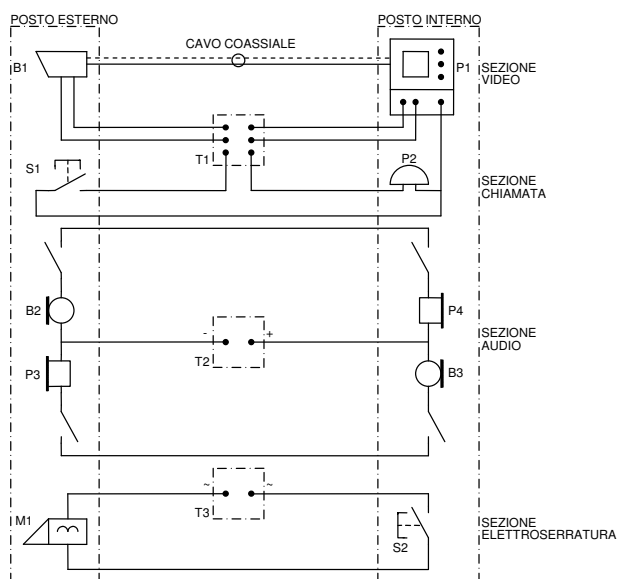 POSTO ESTERNO
POSTO INTERNO
CAVO COASSIALE
B1
P1
SEZIONE
VIDEO
T1
S1
P2
SEZIONE
CHIAMATA
B2
P4
- +
T2
SEZIONE
AUDIO
P3
B3
~ ~
T3
M1
S2
SEZIONE
ELETTROSERRATURA